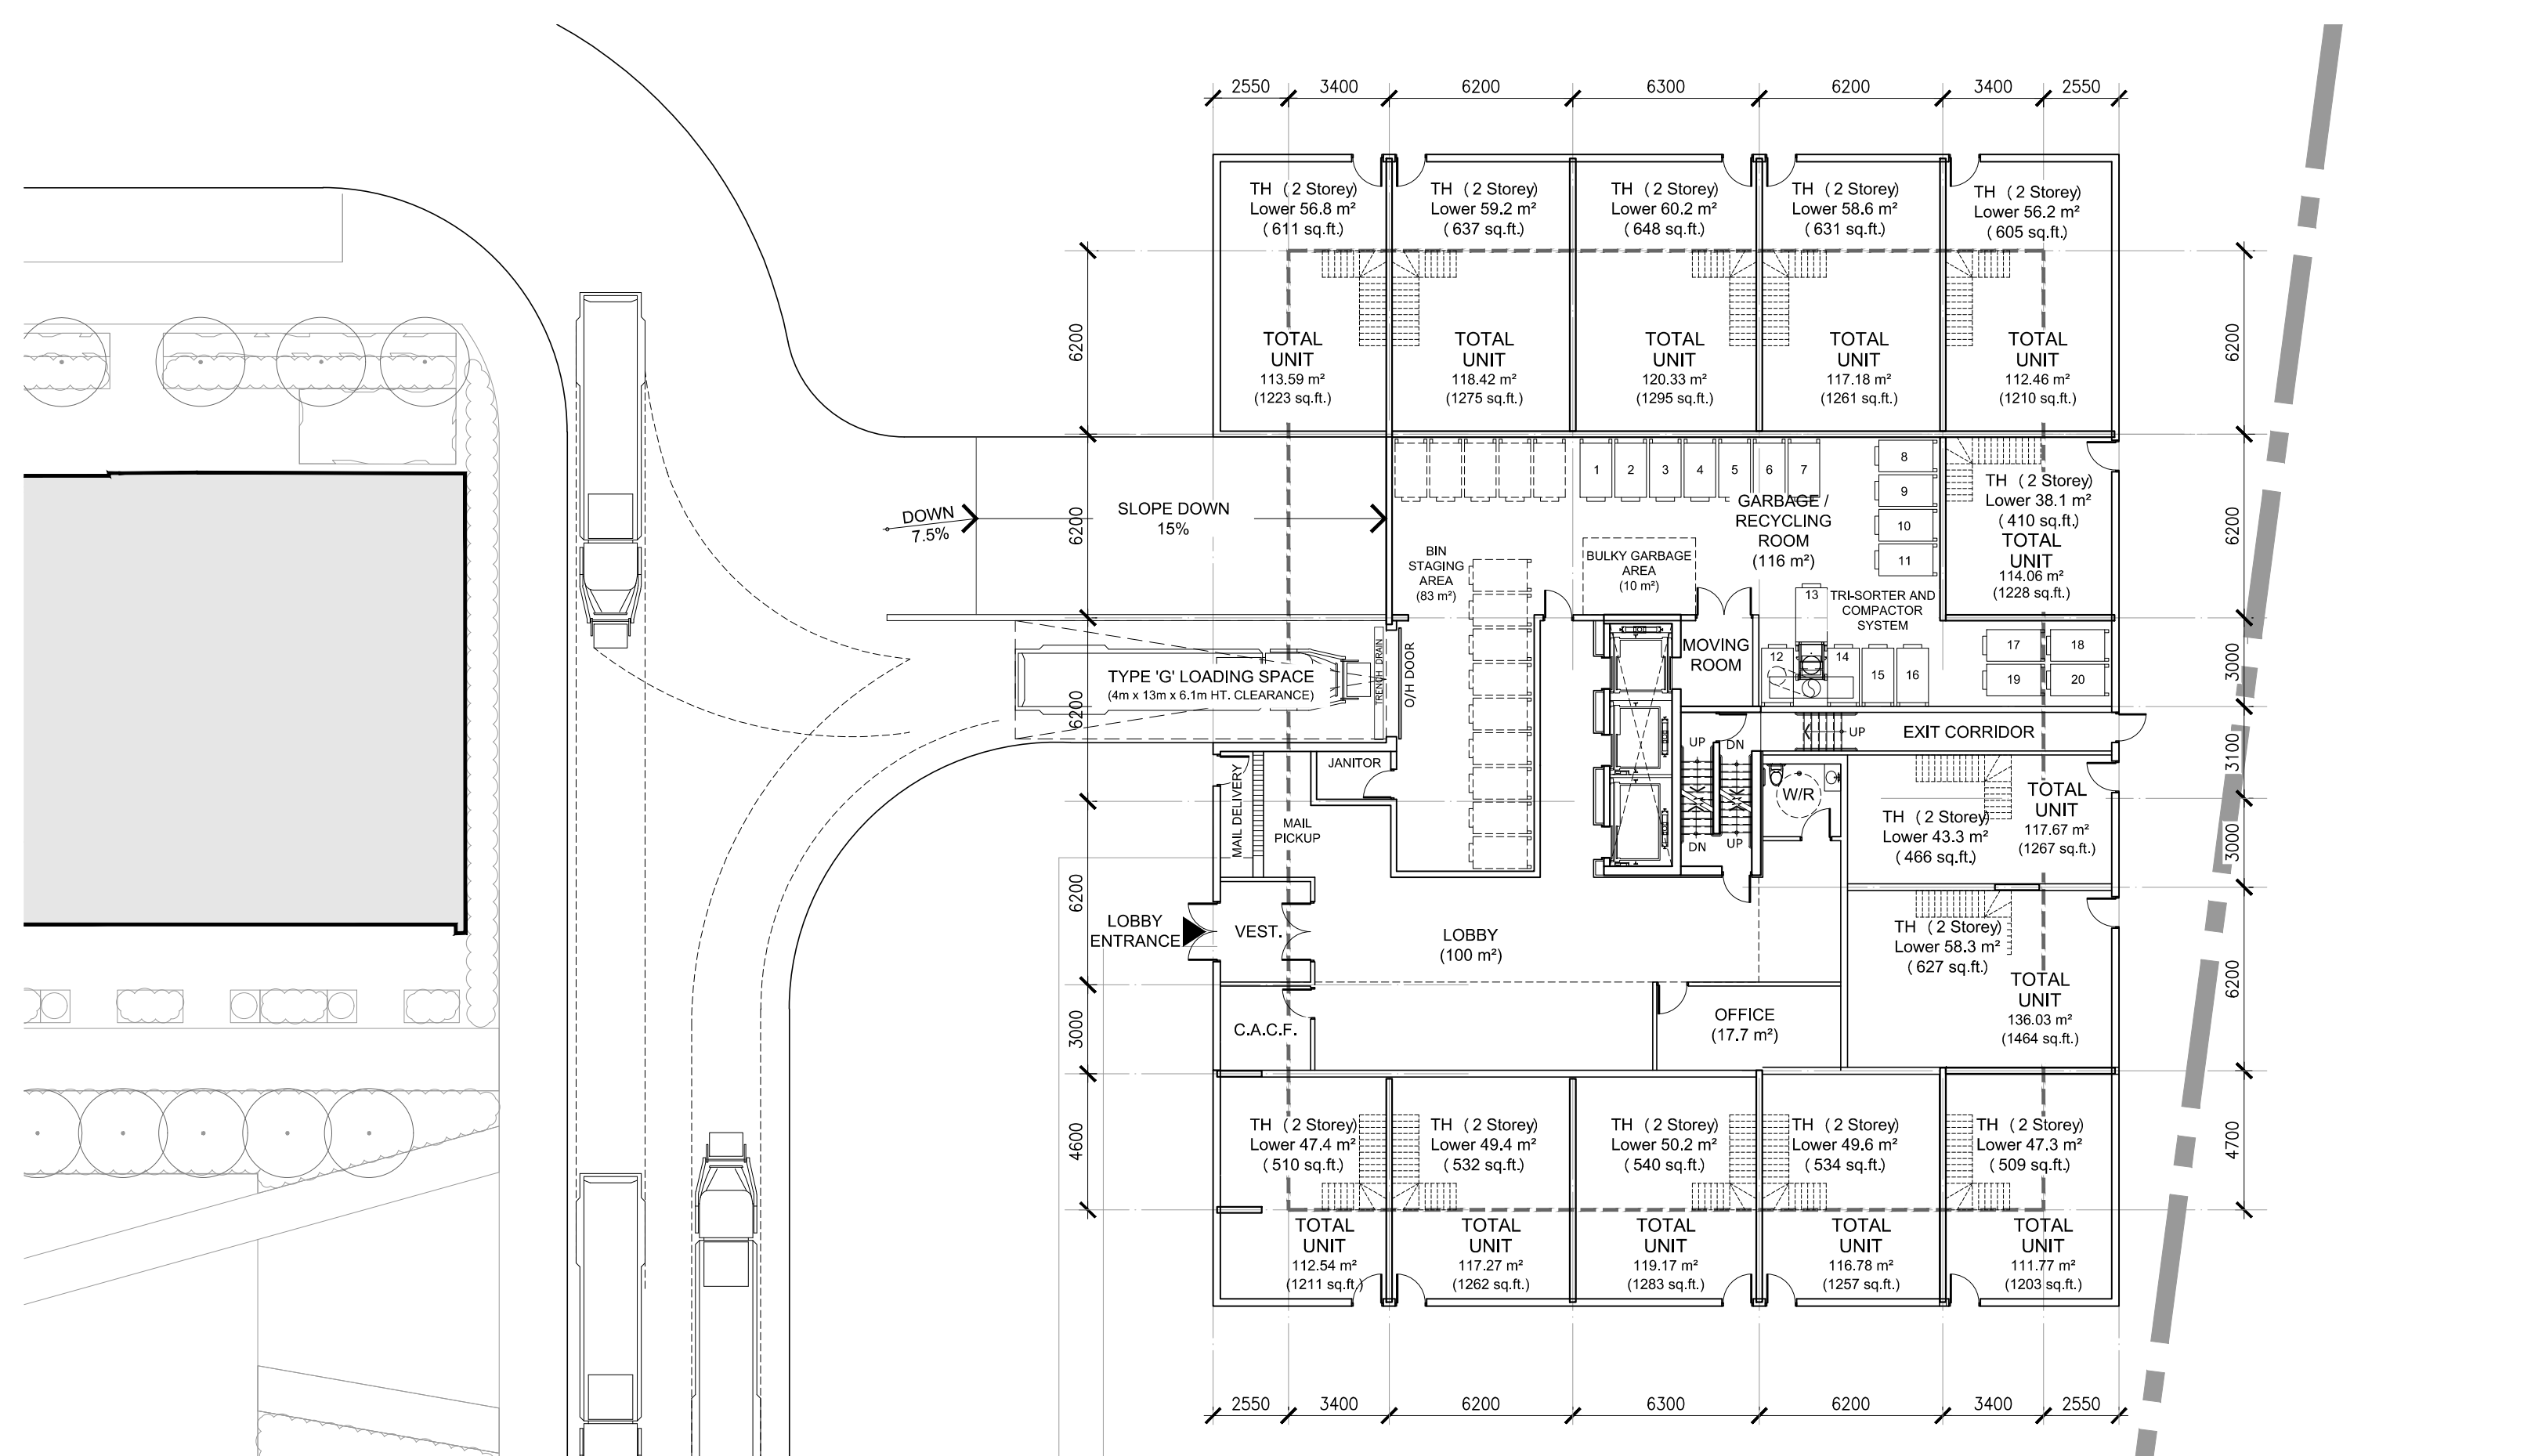 2550 3400 6200 6300 6200 3400 2550
TH ( 2 Storey)
Lower 56.8 m²
( 611 sq.ft.)
TH ( 2 Storey)
Lower 59.2 m²
( 637 sq.ft.)
TH ( 2 Storey)
Lower 60.2 m²
( 648 sq.ft.)
TH ( 2 Storey)
Lower 58.6 m²
( 631 sq.ft.)
TH ( 2 Storey)
Lower 56.2 m²
( 605 sq.ft.)
6200
TOTAL
UNIT
113.59 m²
(1223 sq.ft.)
TOTAL
UNIT
118.42 m²
(1275 sq.ft.)
TOTAL
UNIT
120.33 m²
(1295 sq.ft.)
TOTAL
UNIT
117.18 m²
(1261 sq.ft.)
TOTAL
UNIT
112.46 m²
(1210 sq.ft.)
6200
DOWN
7.5%
6200
SLOPE DOWN
15%
1 2 3 4 5 6 7
8
9
10
11
GARBAGE /
RECYCLING
ROOM
(116 m²)
TH ( 2 Storey)
Lower 38.1 m²
( 410 sq.ft.)
TOTAL
UNIT
114.06 m²
(1228 sq.ft.)
6200
BIN
STAGING
AREA
(83 m²)
BULKY GARBAGE
AREA
(10 m²)
13
TRI-SORTER AND
COMPACTOR
SYSTEM
MOVING
ROOM
12 14 15 16
17 18
19 20
3000
TYPE 'G' LOADING SPACE
(4m x 13m x 6.1m HT. CLEARANCE)
TRENCH DRAIN
O/H DOOR
6200
UP DN
UP
EXIT CORRIDOR
3100
MAIL DELIVERY
JANITOR
MAIL
PICKUP
W/R
DN UP
TH ( 2 Storey)
Lower 43.3 m²
( 466 sq.ft.)
TOTAL
UNIT
117.67 m²
(1267 sq.ft.)
3000
6200
LOBBY
ENTRANCE
VEST.
LOBBY
(100 m²)
TH ( 2 Storey)
Lower 58.3 m²
( 627 sq.ft.)
TOTAL
UNIT
136.03 m²
(1464 sq.ft.)
6200
3000
C.A.C.F.
OFFICE
(17.7 m²)
4600
TH ( 2 Storey)
Lower 47.4 m²
( 510 sq.ft.)
TH ( 2 Storey)
Lower 49.4 m²
( 532 sq.ft.)
TH ( 2 Storey)
Lower 50.2 m²
( 540 sq.ft.)
TH ( 2 Storey)
Lower 49.6 m²
( 534 sq.ft.)
TH ( 2 Storey)
Lower 47.3 m²
( 509 sq.ft.)
4700
TOTAL
UNIT
112.54 m²
(1211 sq.ft.)
TOTAL
UNIT
117.27 m²
(1262 sq.ft.)
TOTAL
UNIT
119.17 m²
(1283 sq.ft.)
TOTAL
UNIT
116.78 m²
(1257 sq.ft.)
TOTAL
UNIT
111.77 m²
(1203 sq.ft.)
2550 3400 6200 6300 6200 3400 2550